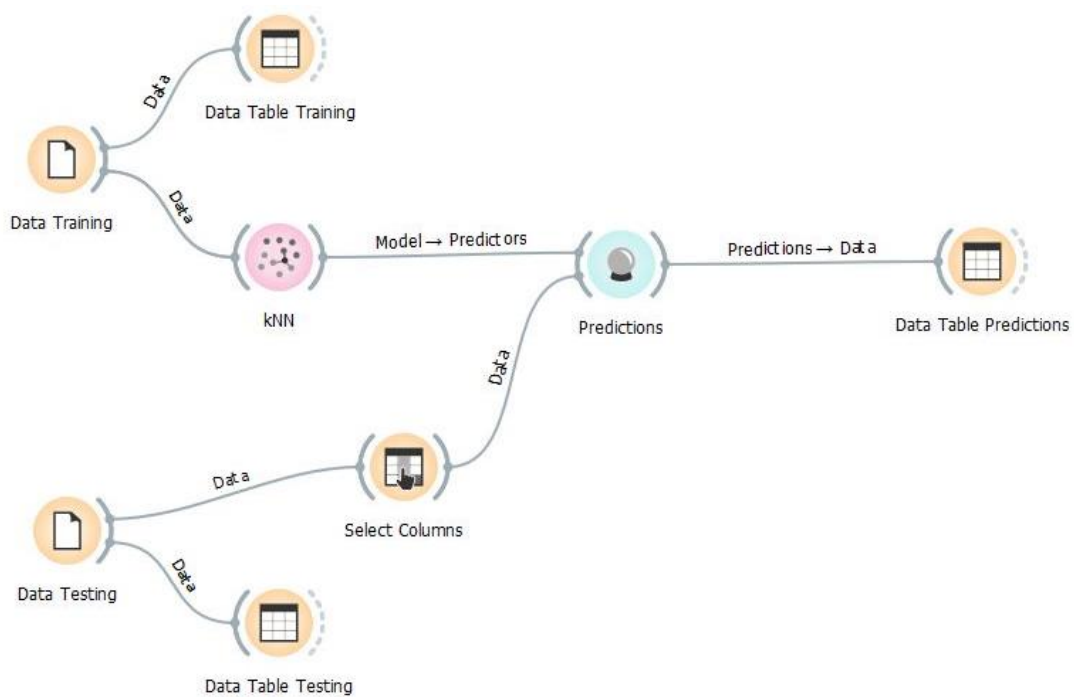 Data
Data Table Training
Data Training
Data
Model → Predictors
kNN
Predictions → Data
Predictions
Data Table Predictions
Data
Data
Select Columns
Data Testing
Data
Data Table Testing